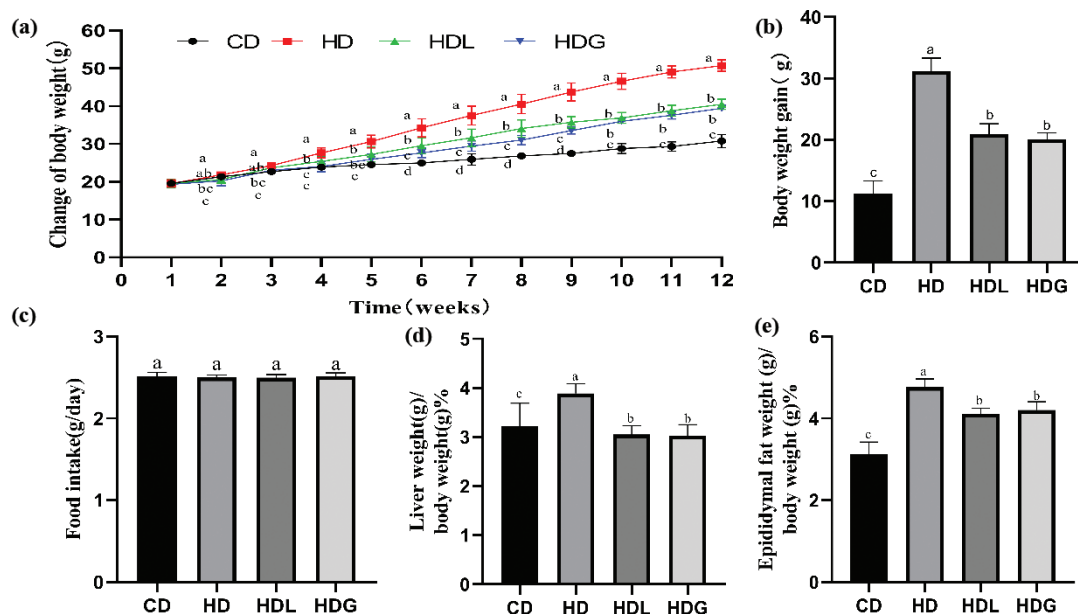 (a)
CD HD HDL HDG
Change of body weight(g)
60
50
40
30
20
10
0
a a a a a a a a a a a
ab ab b b b b b b b b b
bc bc c bc c c c c b b b
c c c c d d d d c c c
0 1 2 3 4 5 6 7 8 9 10 11 12
Time(weeks)
(b)
Body weight gain( g)
40
30
20
10
0
c a b b
CD HD HDL HDG
(c)
Food intake(g/day)
3
2
1
0
a a a a
CD HD HDL HDG
(d)
Liver weight(g)/
body weight(g)%
5
4
3
2
1
0
c a b b
CD HD HDL HDG
(e)
Epididymal fat weight (g)/
body weight (g)%
6
4
2
0
c a b b
CD HD HDL HDG